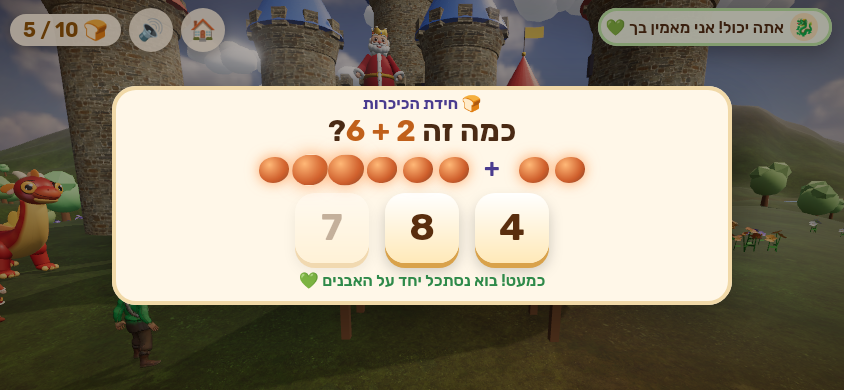 5 / 10
אתה יכול! אני מאמין בך
חידת הכיכרות
כמה זה 2 + 6?
+
7 8 4
כמעט! בוא נסתכל יחד על האבנים